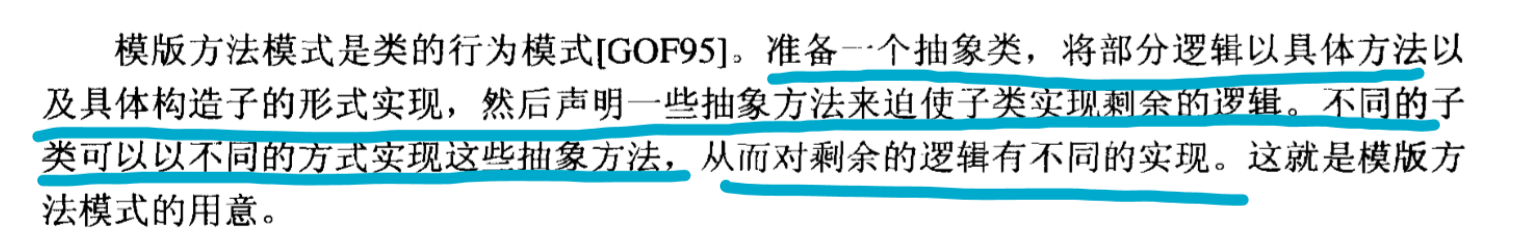 模版方法模式是类的行为模式[GOF95]。准备一个抽象类，将部分逻辑以具体方法以
及具体构造子的形式实现，然后声明一些抽象方法来迫使子类实现剩余的逻辑。不同的子
类可以以不同的方式实现这些抽象方法，从而对剩余的逻辑有不同的实现。这就是模版方
法模式的用意。